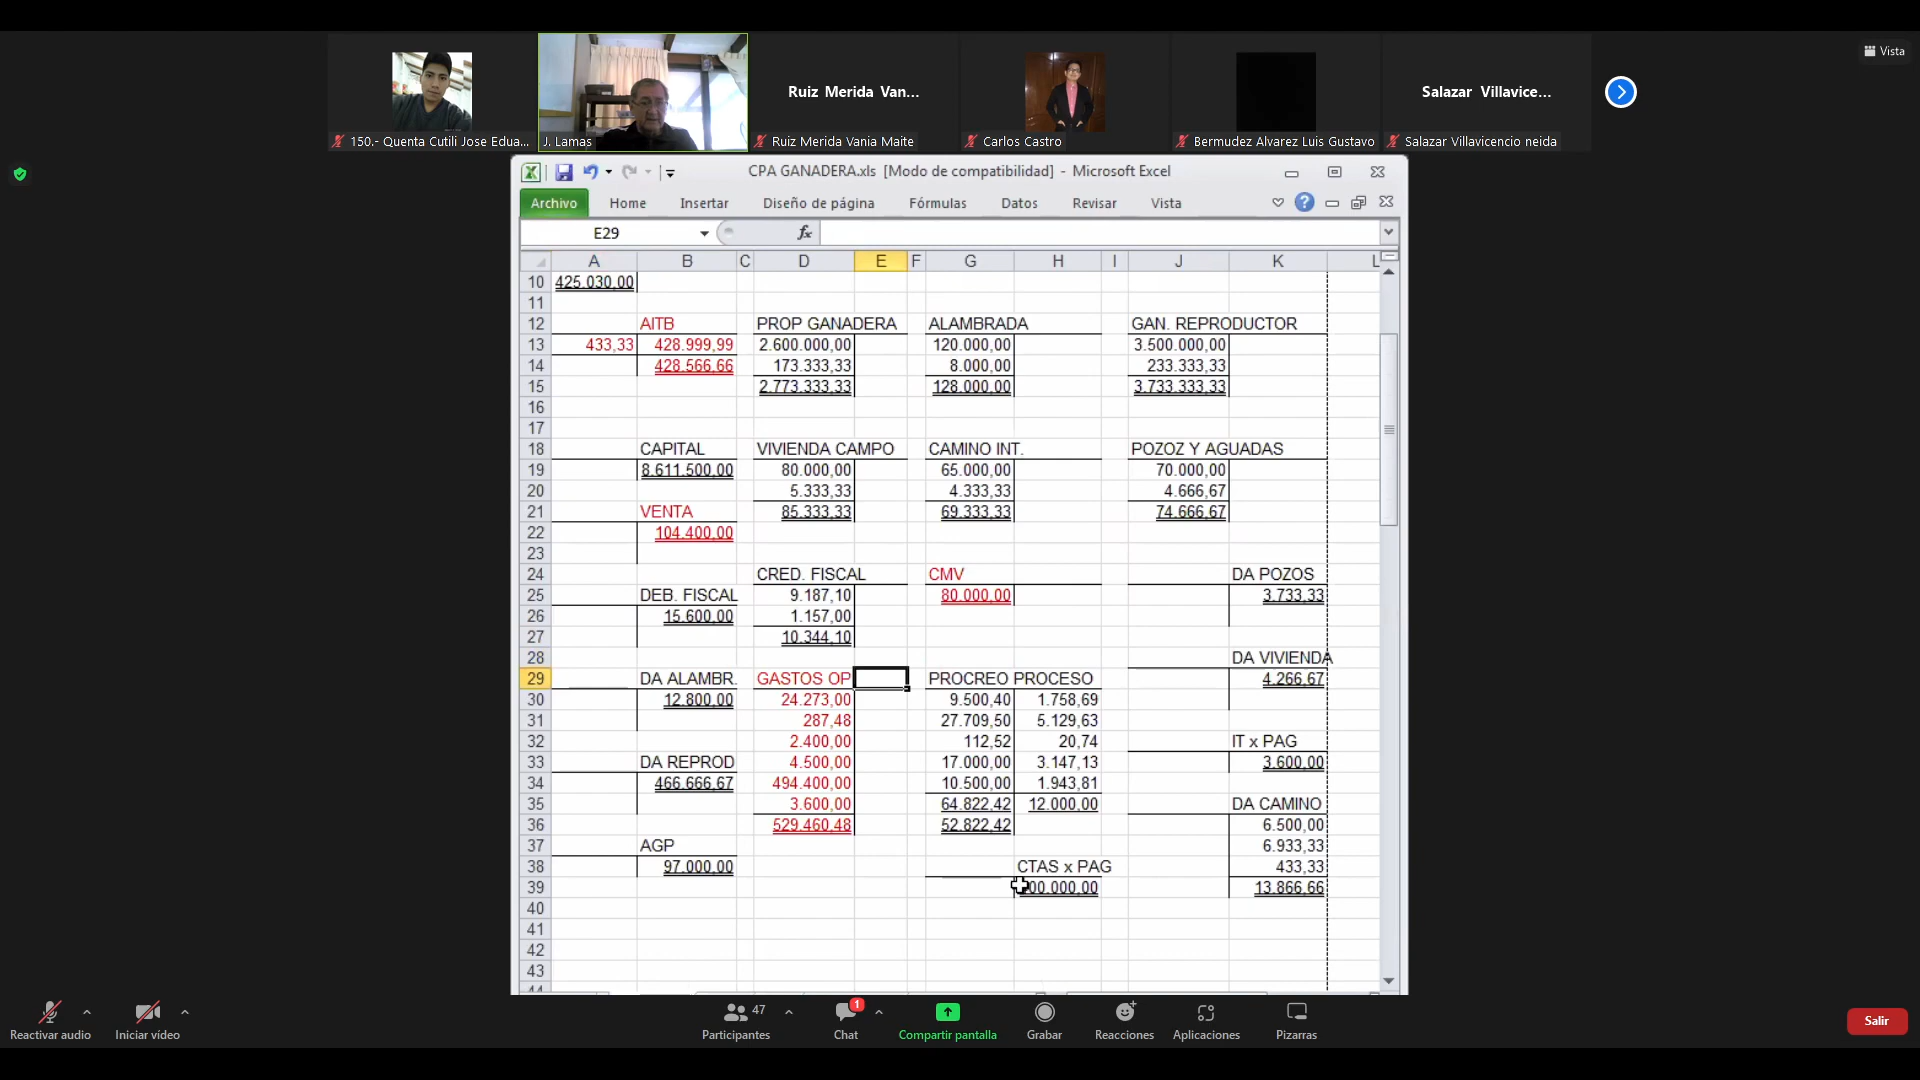 Vista
Ruiz Merida Van...
Salazar Villavice...
150.- Quenta Cutili Jose Edua...
J. Lamas
Ruiz Merida Vania Maite
Carlos Castro
Bermudez Alvarez Luis Gustavo
Salazar Villavicencio neida
CPA GANADERA.xls [Modo de compatibilidad] - Microsoft Excel
Archivo Home Insertar Diseño de página Fórmulas Datos Revisar Vista
E29 fx
A B C D E F G H I J K L
10 425.030,00
11
12 AITB PROP GANADERA ALAMBRADA GAN. REPRODUCTOR
13 433,33 428.999,99 2.600.000,00 120.000,00 3.500.000,00
14 428.566,66 173.333,33 8.000,00 233.333,33
15 2.773.333,33 128.000,00 3.733.333,33
16
17
18 CAPITAL VIVIENDA CAMPO CAMINO INT. POZOZ Y AGUADAS
19 8.611.500,00 80.000,00 65.000,00 70.000,00
20 5.333,33 4.333,33 4.666,67
21 VENTA 85.333,33 69.333,33 74.666,67
22 104.400,00
23
24 CRED. FISCAL CMV DA POZOS
25 DEB. FISCAL 9.187,10 80.000,00 3.733,33
26 15.600,00 1.157,00
27 10.344,10
28 DA VIVIENDA
29 DA ALAMBR. GASTOS OP PROCREO PROCESO 4.266,67
30 12.800,00 24.273,00 9.500,40 1.758,69
31 287,48 27.709,50 5.129,63
32 2.400,00 112,52 20,74 IT x PAG
33 DA REPROD 4.500,00 17.000,00 3.147,13 3.600,00
34 466.666,67 494.400,00 10.500,00 1.943,81
35 3.600,00 64.822,42 12.000,00 DA CAMINO
36 529.460,48 52.822,42 6.500,00
37 AGP 6.933,33
38 97.000,00 CTAS x PAG 433,33
39 00.000,00 13.866,66
40
41
42
43
44
Reactivar audio
Iniciar vídeo
Participantes 47
Chat 1
Compartir pantalla
Grabar
Reacciones
Aplicaciones
Pizarras
Salir